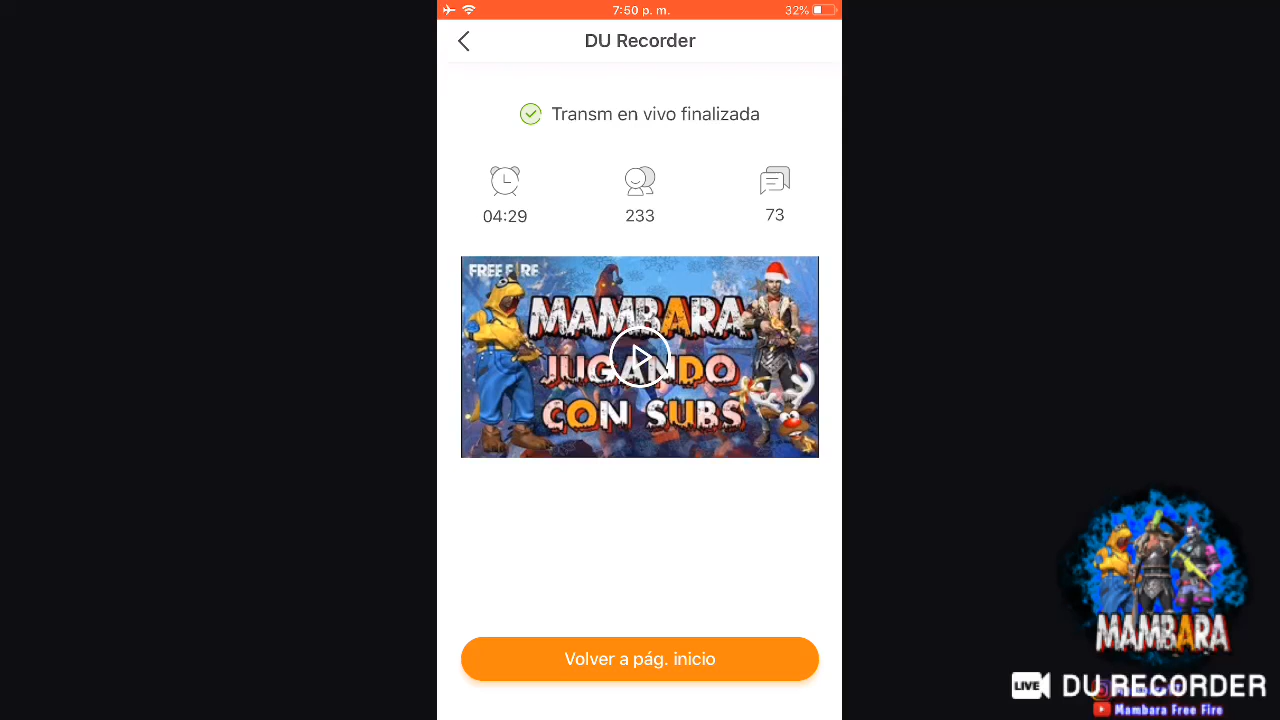 7:50 p. m.
32%
DU Recorder
Transm en vivo finalizada
04:29
233
73
FREE FIRE
MAMBARA
JUGANDO
CON SUBS
Volver a pág. inicio
MAMBARA
LIVE DU RECORDER
Mambara Free Fire